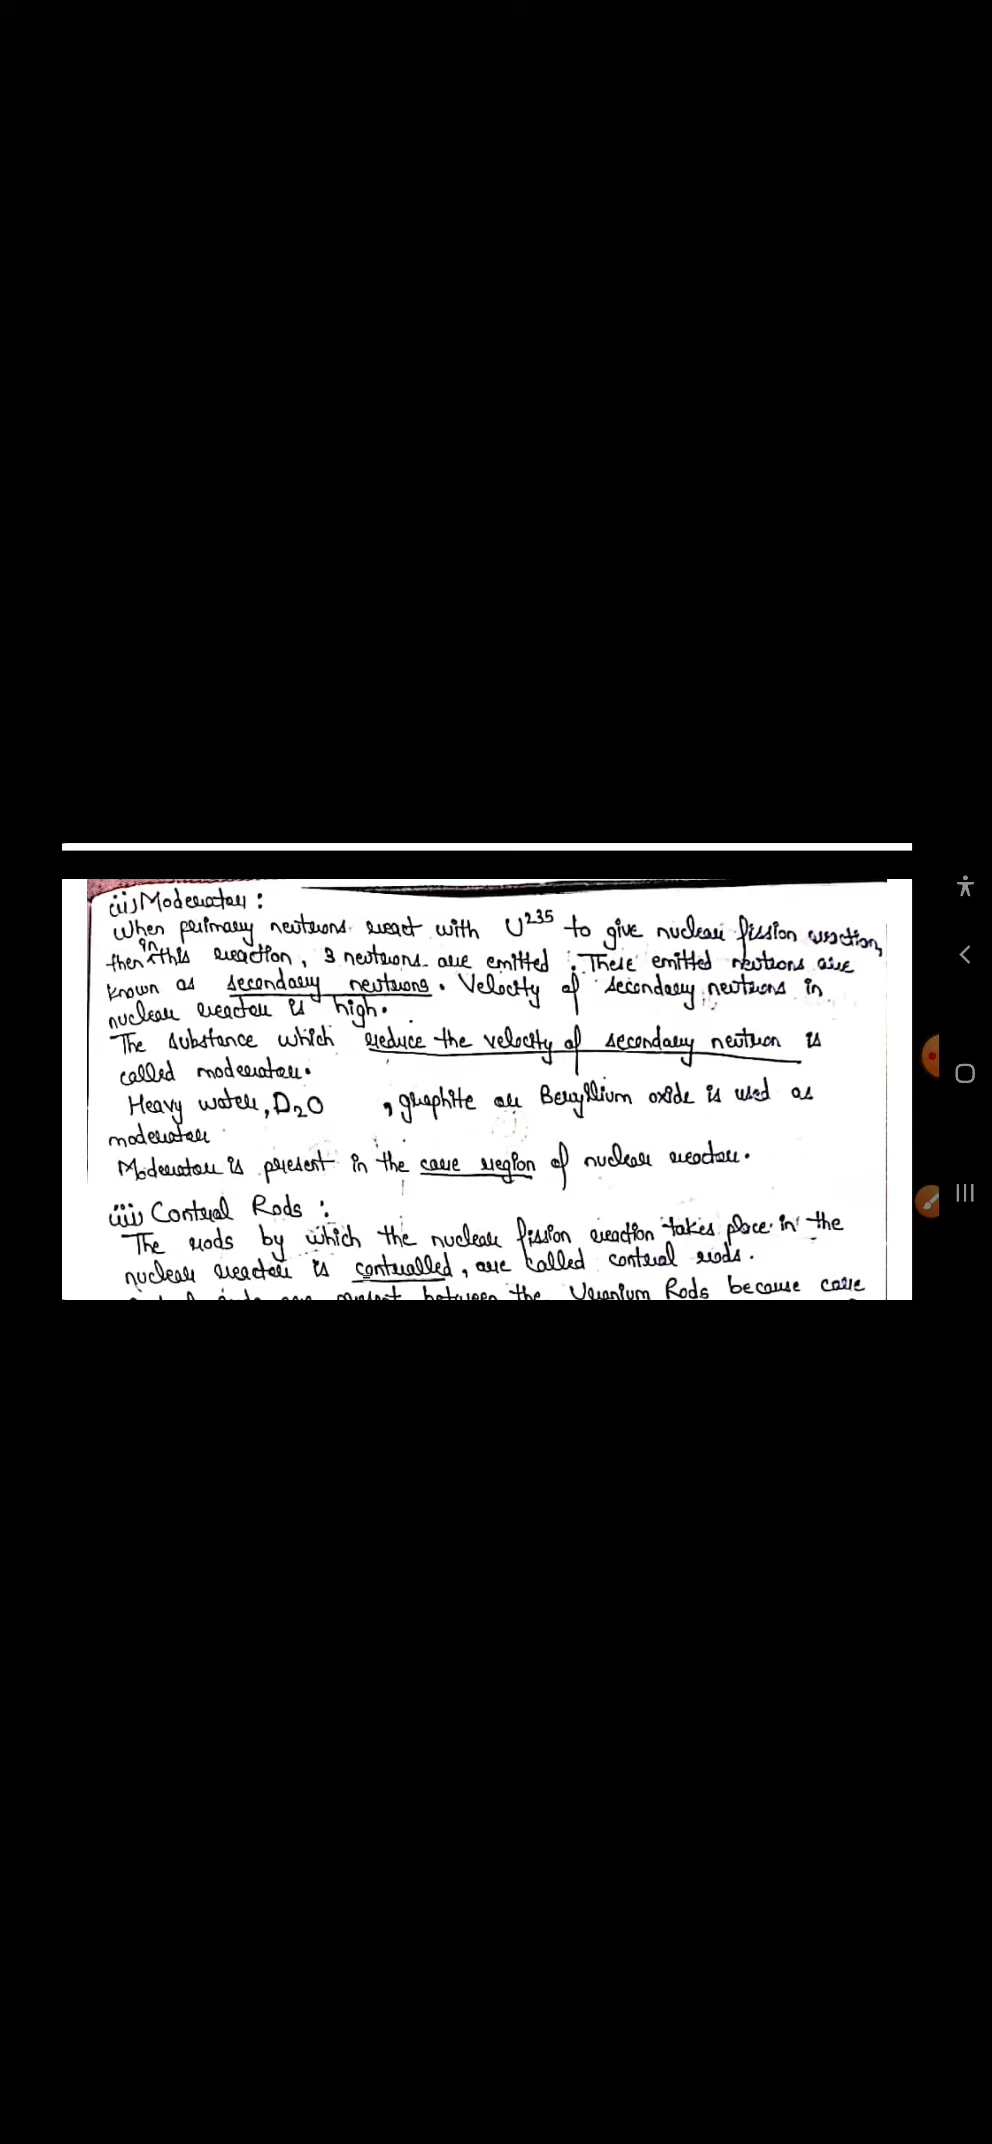 (ii) Moderator :
When primary neutrons react with U235 to give nuclear fission reaction,
then in this reaction, 3 neutrons are emitted. These emitted neutrons are
known as secondary neutrons. Velocity of secondary neutrons in
nuclear reactor is high.
The substance which reduce the velocity of secondary neutron is
called moderator.
Heavy water, D2O , graphite or Beryllium oxide is used as
moderator
Moderator is present in the core region of nuclear reactor.
(iii) Control Rods :
The rods by which the nuclear fission reaction takes place in the
nuclear reactor is controlled, are called control rods.
present between the Uranium Rods because core